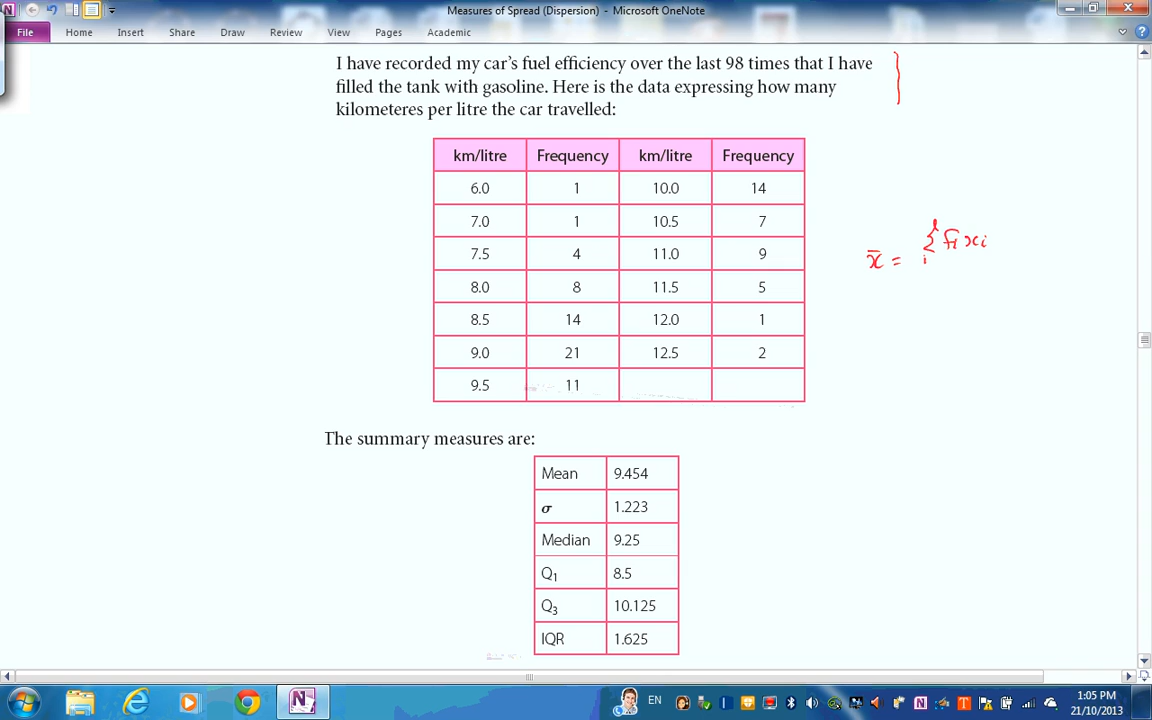 Measures of Spread (Dispersion) - Microsoft OneNote
File Home Insert Share Draw Review View Pages Academic
I have recorded my car's fuel efficiency over the last 98 times that I have
filled the tank with gasoline. Here is the data expressing how many
kilometeres per litre the car travelled:
km/litre Frequency km/litre Frequency
6.0 1 10.0 14
7.0 1 10.5 7
7.5 4 11.0 9
8.0 8 11.5 5
8.5 14 12.0 1
9.0 21 12.5 2
9.5 11
x̄ = Σ fi xi
i
The summary measures are:
Mean 9.454
σ 1.223
Median 9.25
Q1 8.5
Q3 10.125
IQR 1.625
EN
1:05 PM
21/10/2013